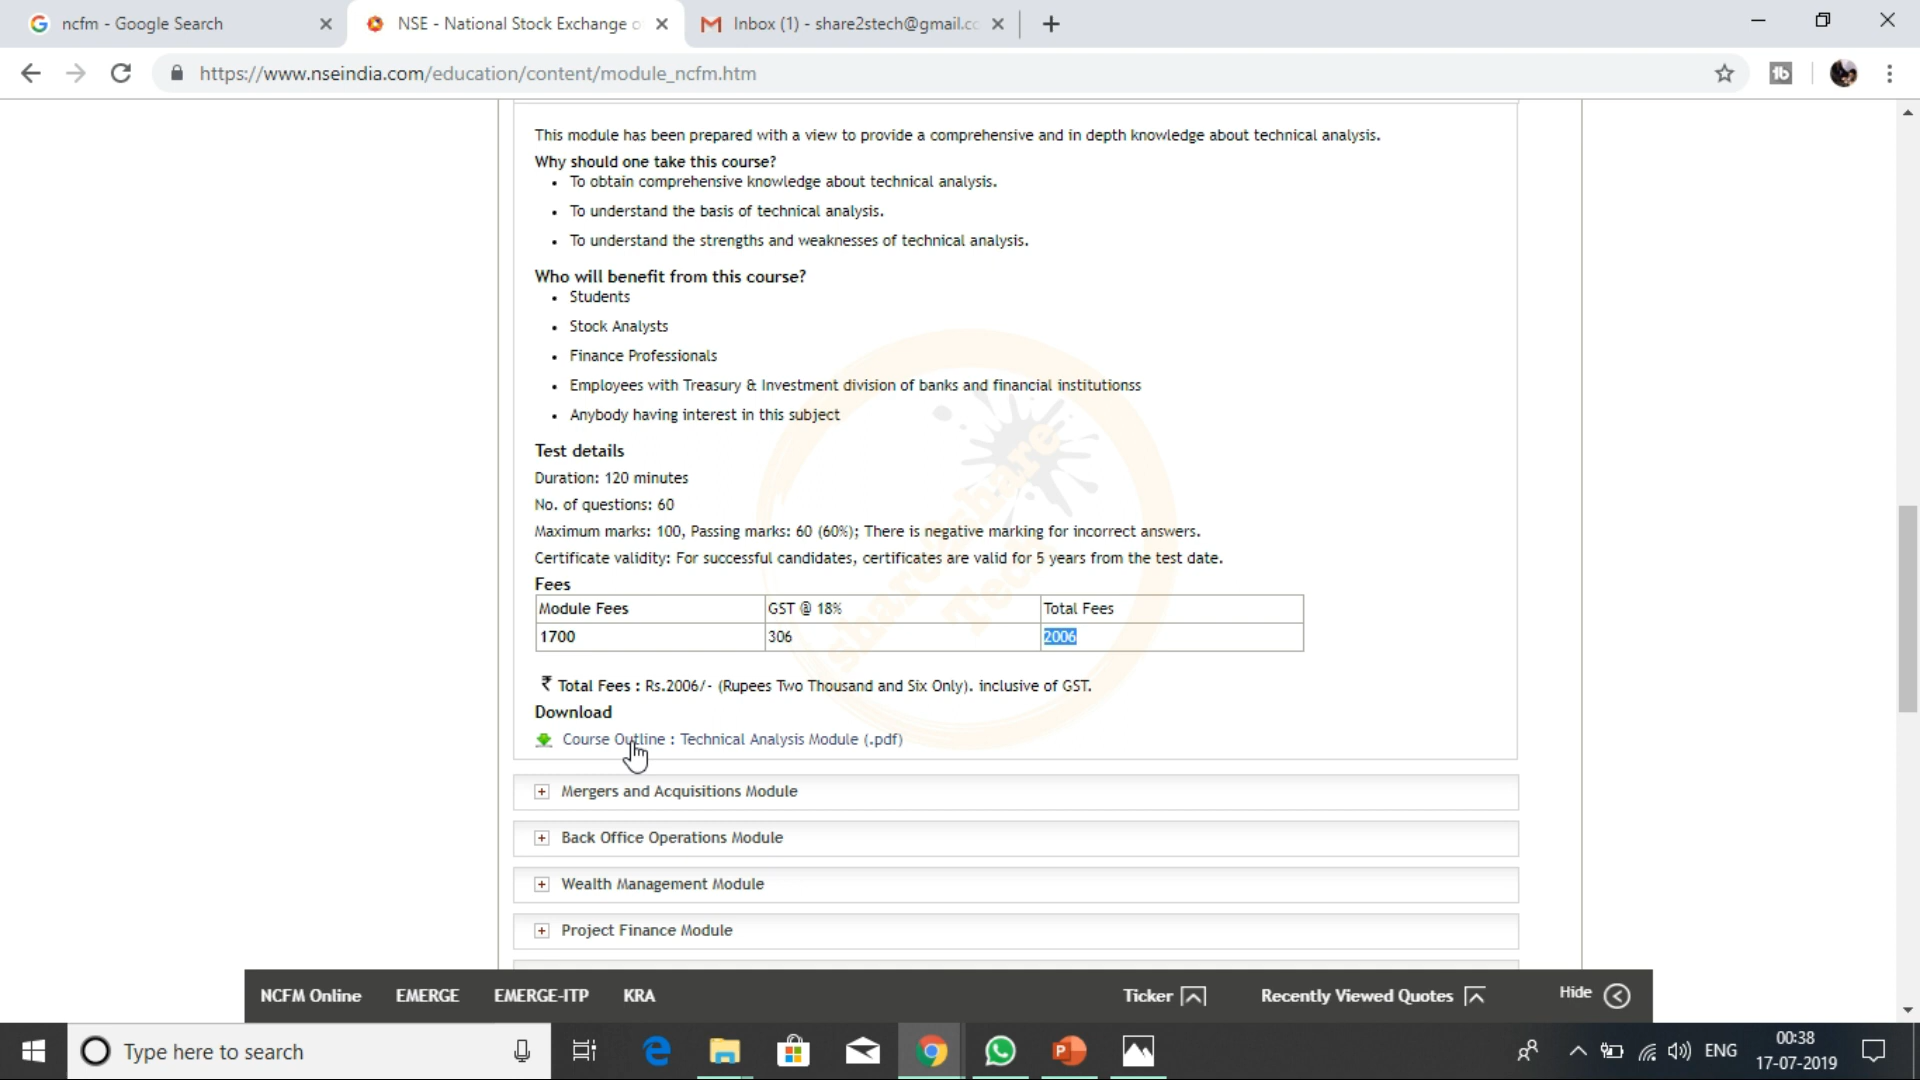 ncfm - Google Search
NSE - National Stock Exchange o
Inbox (1) - share2stech@gmail.cc
https://www.nseindia.com/education/content/module_ncfm.htm
This module has been prepared with a view to provide a comprehensive and in depth knowledge about technical analysis.
Why should one take this course?
• To obtain comprehensive knowledge about technical analysis.
• To understand the basis of technical analysis.
• To understand the strengths and weaknesses of technical analysis.
Who will benefit from this course?
• Students
• Stock Analysts
• Finance Professionals
• Employees with Treasury & Investment division of banks and financial institutionss
• Anybody having interest in this subject
Test details
Duration: 120 minutes
No. of questions: 60
Maximum marks: 100, Passing marks: 60 (60%); There is negative marking for incorrect answers.
Certificate validity: For successful candidates, certificates are valid for 5 years from the test date.
Fees
Module Fees GST @ 18% Total Fees
1700 306 2006
₹ Total Fees : Rs.2006/- (Rupees Two Thousand and Six Only). inclusive of GST.
Download
Course Outline : Technical Analysis Module (.pdf)
Mergers and Acquisitions Module
Back Office Operations Module
Wealth Management Module
Project Finance Module
NCFM Online EMERGE EMERGE-ITP KRA Ticker Recently Viewed Quotes Hide
Type here to search
ENG
00:38
17-07-2019